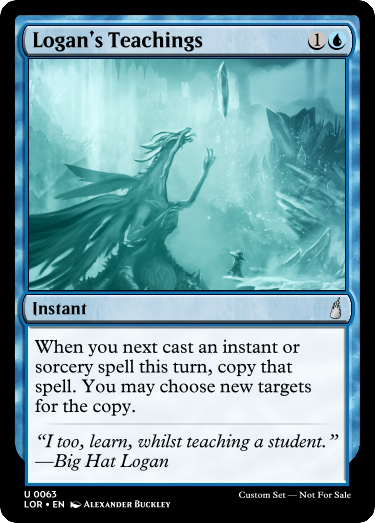 Logan's Teachings 1
Instant
When you next cast an instant or
sorcery spell this turn, copy that
spell. You may choose new targets
for the copy.
“I too, learn, whilst teaching a student.”
—Big Hat Logan
U 0063
LOR • EN Alexander Buckley
Custom Set — Not For Sale